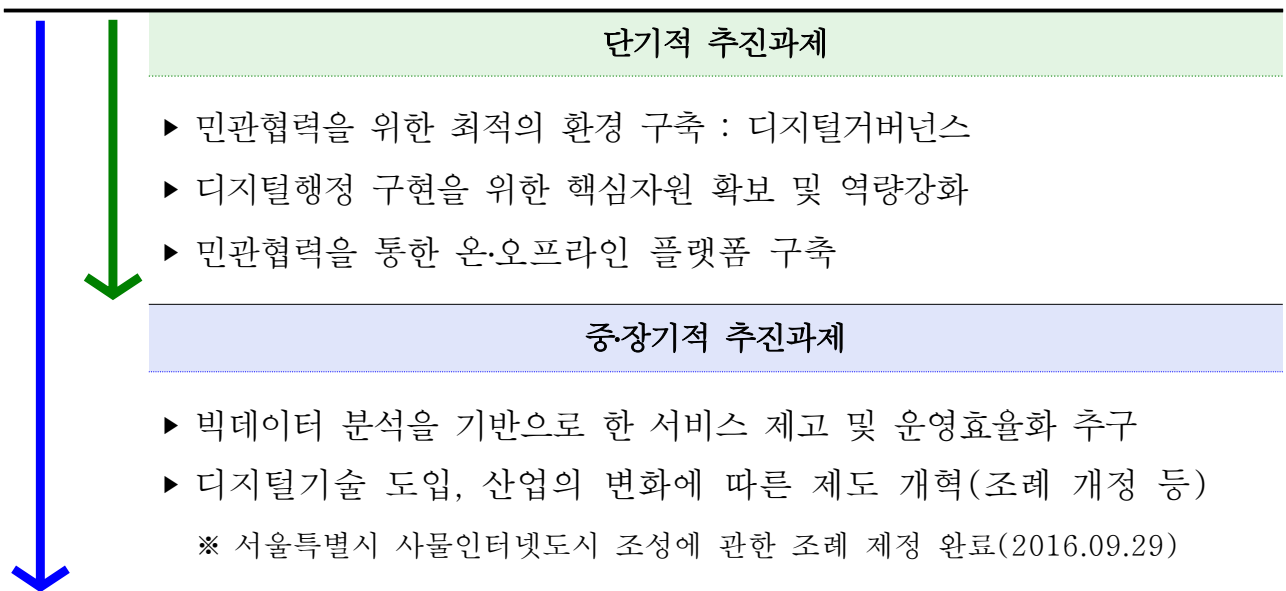 단기적 추진과제
▶ 민관협력을 위한 최적의 환경 구축 : 디지털거버넌스
▶ 디지털행정 구현을 위한 핵심자원 확보 및 역량강화
▶ 민관협력을 통한 온·오프라인 플랫폼 구축
중·장기적 추진과제
▶ 빅데이터 분석을 기반으로 한 서비스 제고 및 운영효율화 추구
▶ 디지털기술 도입, 산업의 변화에 따른 제도 개혁(조례 개정 등)
※ 서울특별시 사물인터넷도시 조성에 관한 조례 제정 완료(2016.09.29)